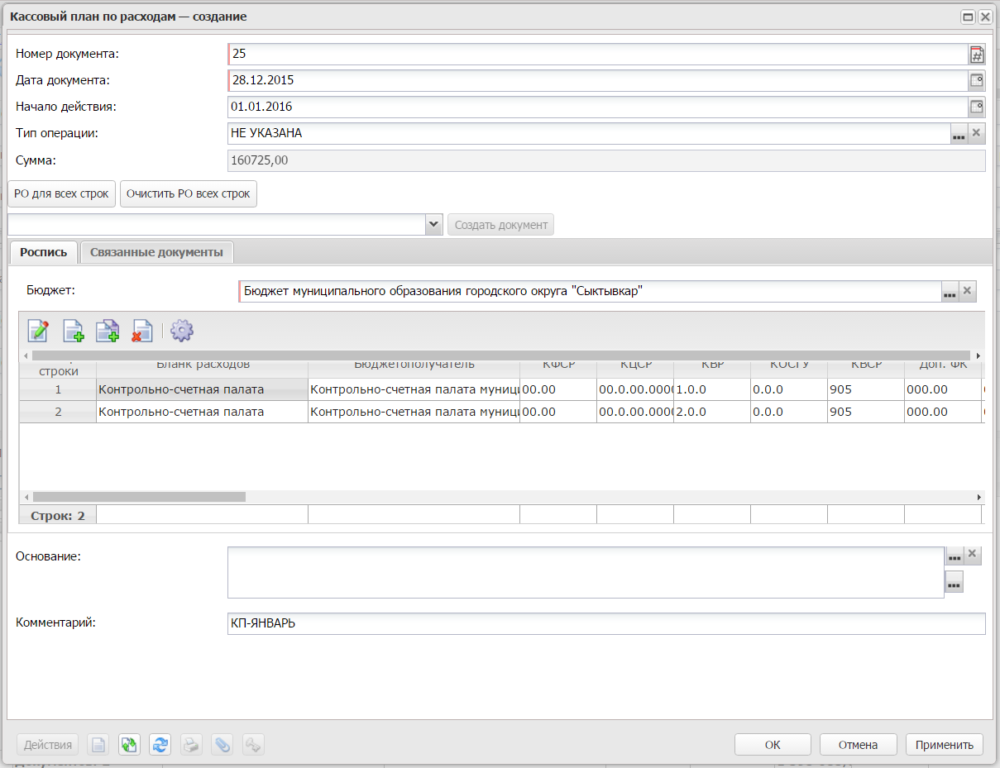 Кассовый план по расходам — создание
Номер документа: 25
Дата документа: 28.12.2015
Начало действия: 01.01.2016
Тип операции: НЕ УКАЗАНА
Сумма: 160725,00
РО для всех строк Очистить РО всех строк
Создать документ
Роспись Связанные документы
Бюджет: Бюджет муниципального образования городского округа "Сыктывкар"
строки Бланк расходов Бюджетополучатель КФСР КЦСР КВР КОСГУ КВСР Доп. ФК
1 Контрольно-счетная палата Контрольно-счетная палата муници 00.00 00.0.00.0000 1.0.0 0.0.0 905 000.00
2 Контрольно-счетная палата Контрольно-счетная палата муници 00.00 00.0.00.0000 2.0.0 0.0.0 905 000.00
Строк: 2
Основание:
Комментарий: КП-ЯНВАРЬ
Действия ОК Отмена Применить